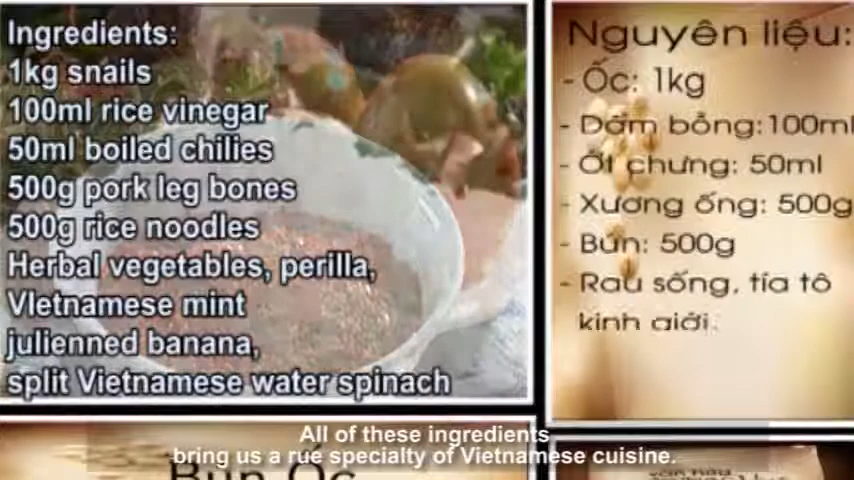 Ingredients:
1kg snails
100ml rice vinegar
50ml boiled chilies
500g pork leg bones
500g rice noodles
Herbal vegetables, perilla,
VIetnamese mint
julienned banana,
split Vietnamese water spinach
Nguyên liệu:
- Ốc: 1kg
- Dấm bỗng: 100ml
- Ớt chưng: 50ml
- Xương ống: 500g
- Bún: 500g
- Rau sống, tía tô
kinh giới.
Bún Ốc
All of these ingredients
bring us a rue specialty of Vietnamese cuisine.